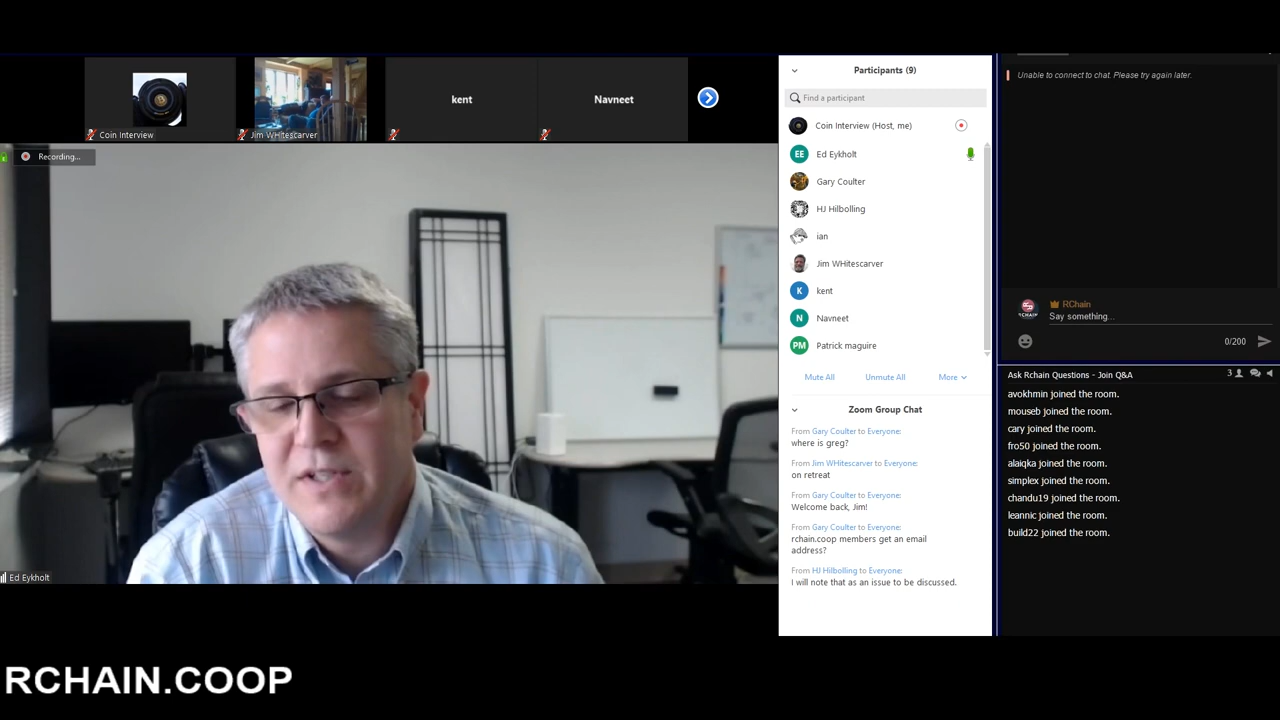 kent
Navneet
Coin Interview
Jim WHitescarver
Recording...
Ed Eykholt
RCHAIN.COOP
Participants (9)
Find a participant
Coin Interview (Host, me)
EE Ed Eykholt
Gary Coulter
HJ Hilbolling
ian
Jim WHitescarver
K kent
N Navneet
PM Patrick maguire
Mute All Unmute All More
Zoom Group Chat
From Gary Coulter to Everyone:
where is greg?
From Jim WHitescarver to Everyone:
on retreat
From Gary Coulter to Everyone:
Welcome back, Jim!
From Gary Coulter to Everyone:
rchain.coop members get an email
address?
From HJ Hilbolling to Everyone:
I will note that as an issue to be discussed.
Unable to connect to chat. Please try again later.
RChain
Say something...
0/200
Ask Rchain Questions - Join Q&A 3
avokhmin joined the room.
mouseb joined the room.
cary joined the room.
fro50 joined the room.
alaiqka joined the room.
simplex joined the room.
chandu19 joined the room.
leannic joined the room.
build22 joined the room.